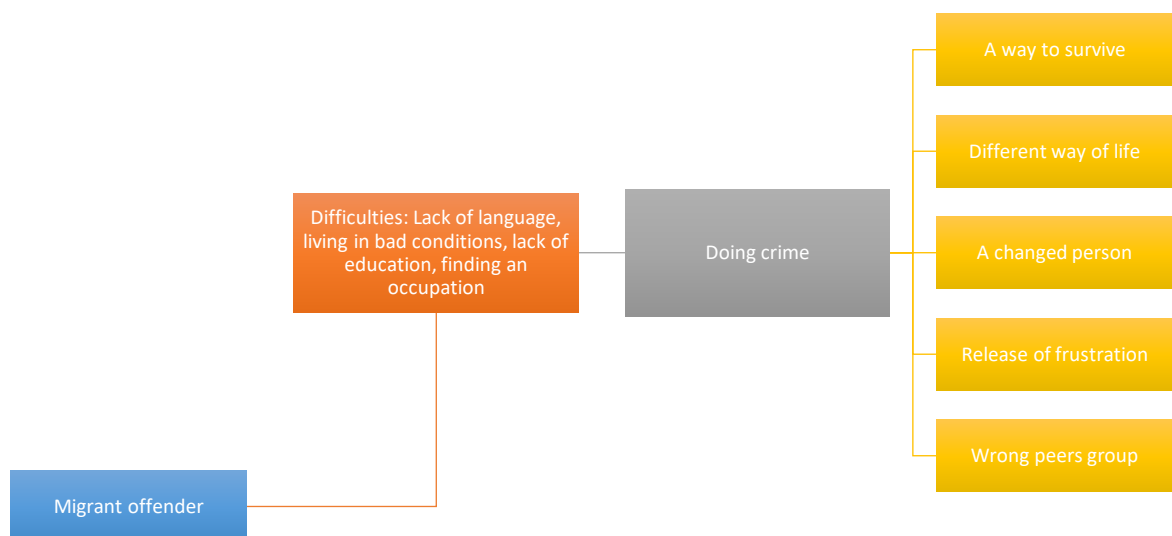 Migrant offender
Difficulties: Lack of language,
living in bad conditions, lack of
education, finding an
occupation
Doing crime
A way to survive
Different way of life
A changed person
Release of frustration
Wrong peers group